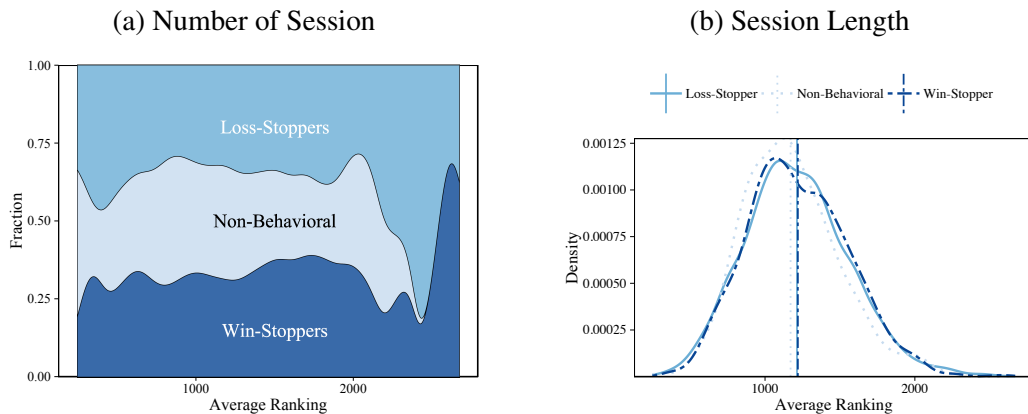 (a) Number of Session
1.00
0.75
0.50
0.25
0.00
Fraction
Loss-Stoppers
Non-Behavioral
Win-Stoppers
1000
2000
Average Ranking
(b) Session Length
Loss-Stopper
Non-Behavioral
Win-Stopper
0.00125
0.00100
0.00075
0.00050
0.00025
Density
1000
2000
Average Ranking